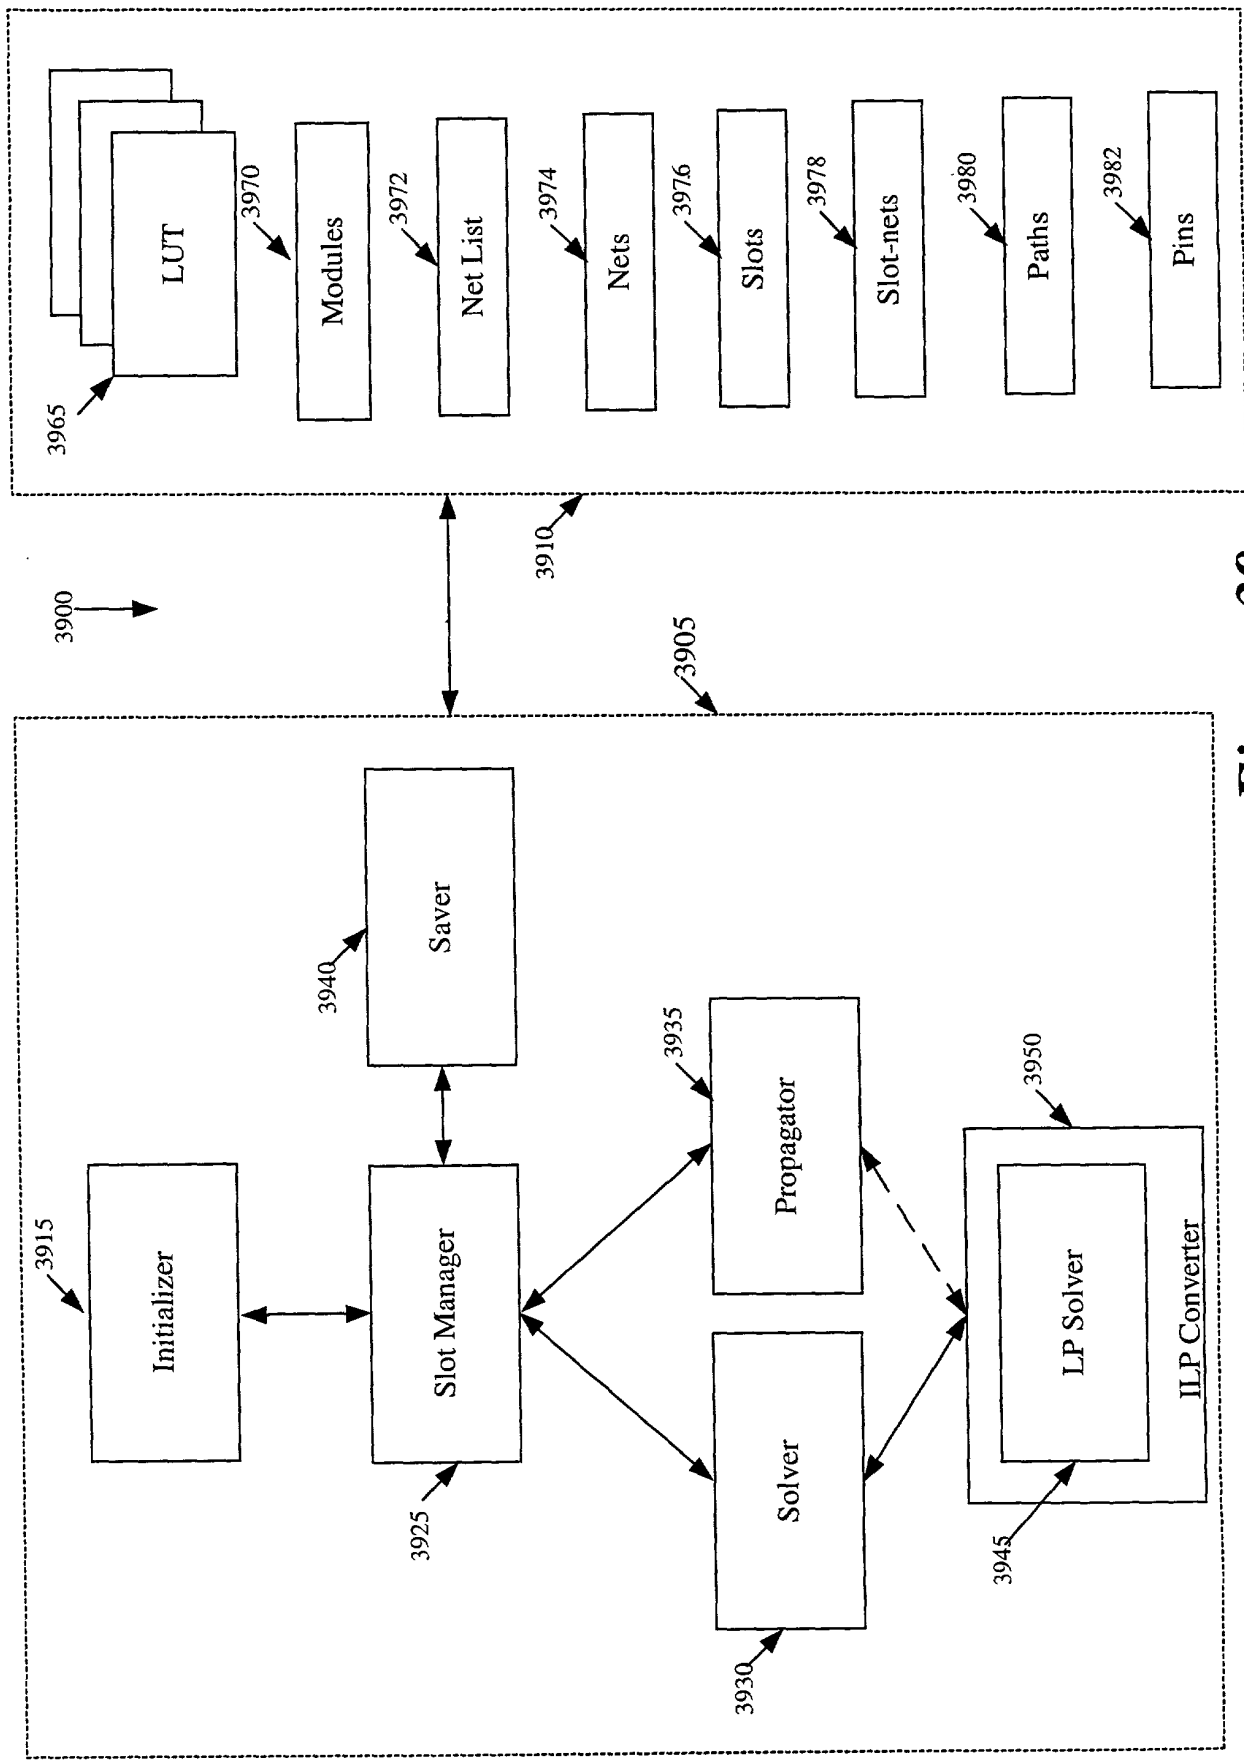 3900
3915
Initializer
3940
3925
Slot Manager
Saver
3905
3930
3935
Solver
Propagator
3945
3950
LP Solver
ILP Converter
3910
3965
LUT
3970
Modules
3972
Net List
3974
Nets
3976
Slots
3978
Slot-nets
3980
Paths
3982
Pins